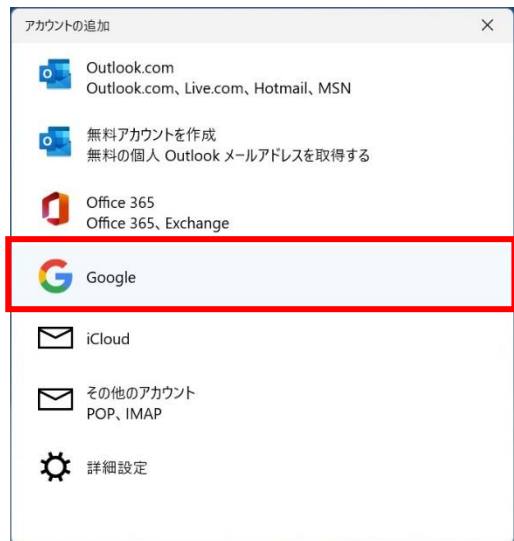 アカウントの追加
Outlook.com
Outlook.com、Live.com、Hotmail、MSN
無料アカウントを作成
無料の個人 Outlook メールアドレスを取得する
Office 365
Office 365、Exchange
Google
iCloud
その他のアカウント
POP、IMAP
詳細設定